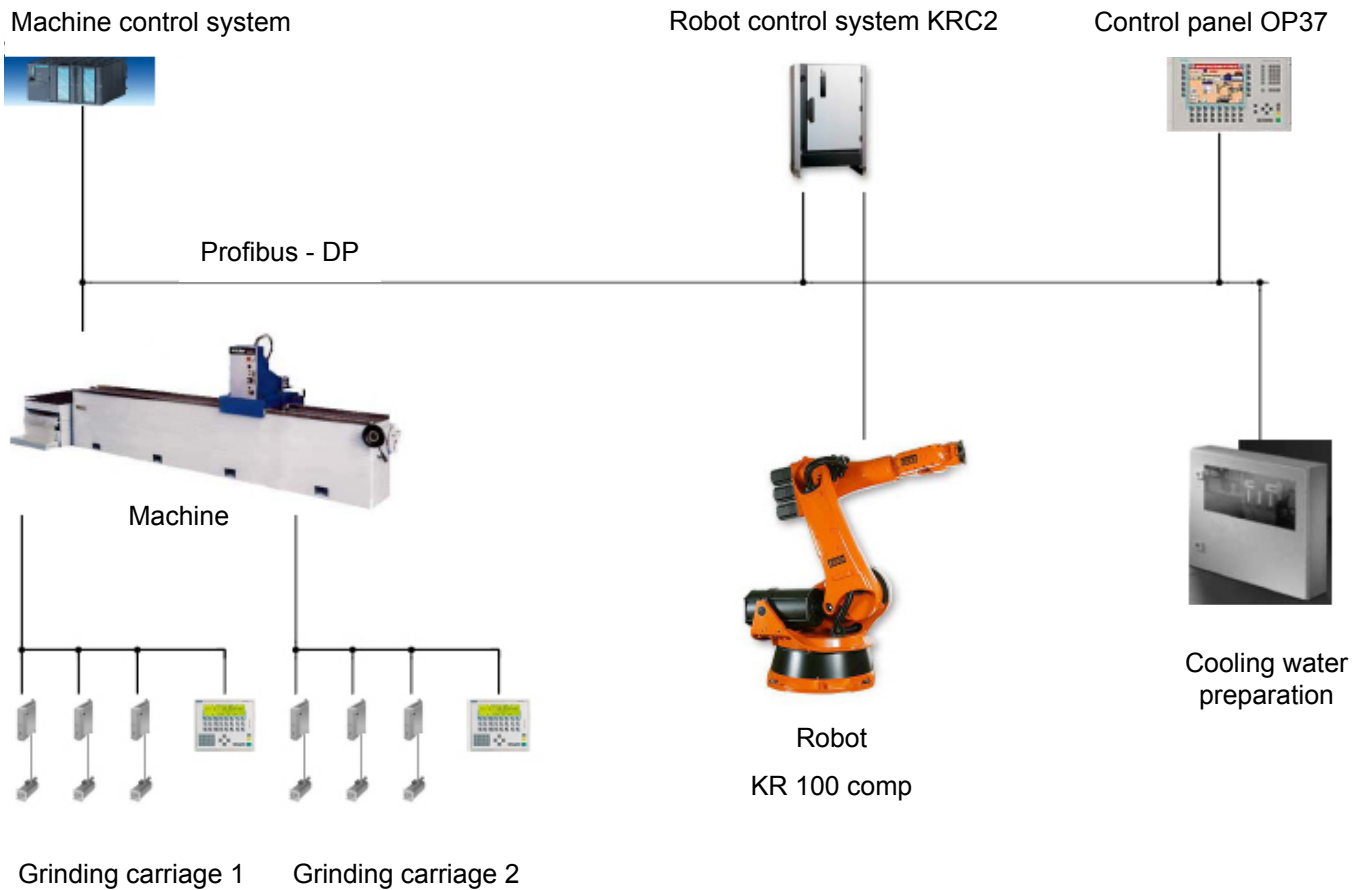 Machine control system
Robot control system KRC2
Control panel OP37
Profibus - DP
Machine
Cooling water
preparation
Robot
KR 100 comp
Grinding carriage 1
Grinding carriage 2